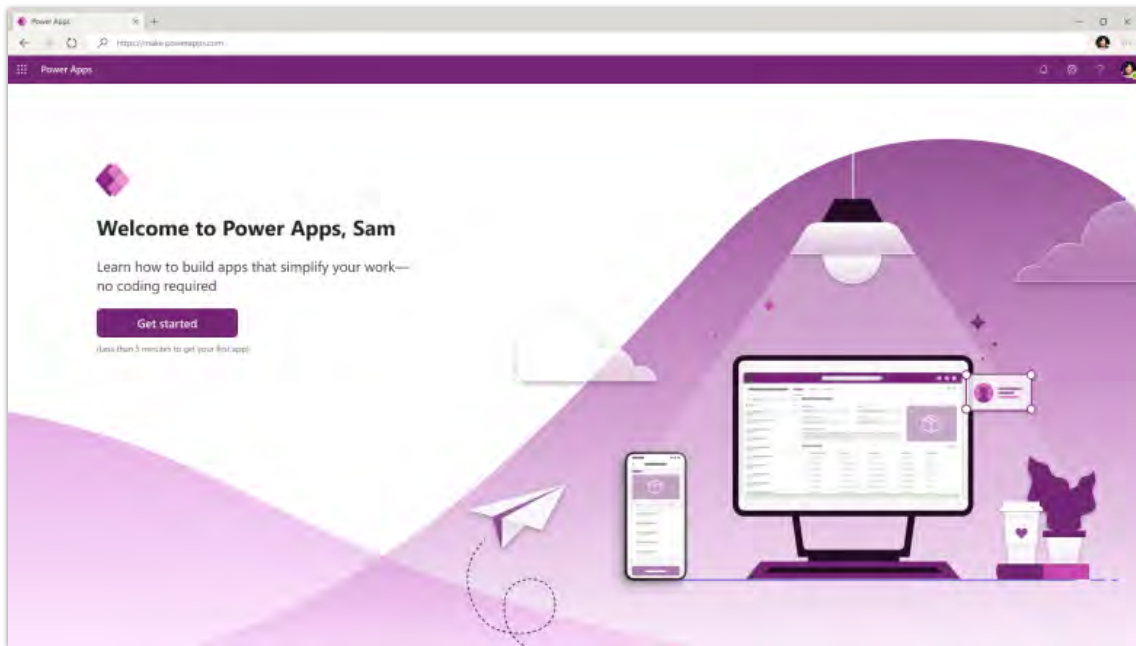 Power Apps
https://make.powerapps.com
Power Apps
Welcome to Power Apps, Sam
Learn how to build apps that simplify your work—
no coding required
Get started
(Less than 5 minutes to get your first app)